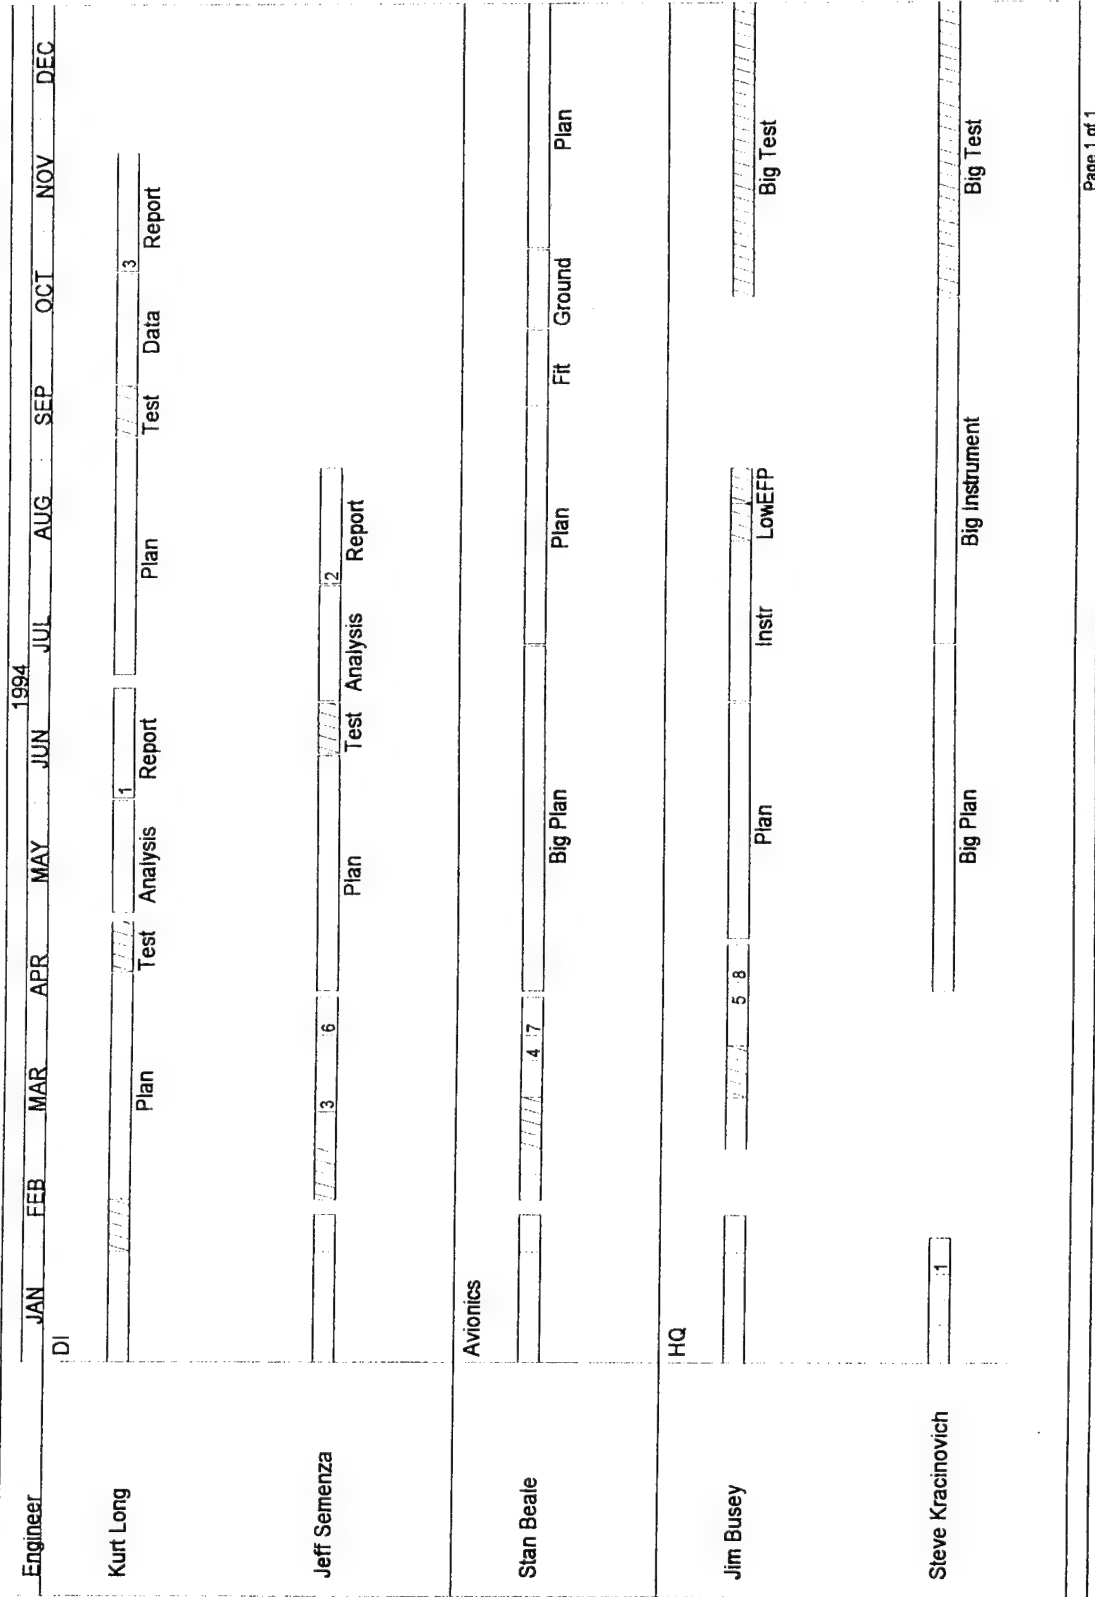 1994
Engineer JAN FEB MAR APR MAY JUN JUL AUG SEP OCT NOV DEC
DI
Kurt Long 1 3
Plan Test Analysis Report Plan Test Data Report
Jeff Semenza 3 6 2
Plan Test Analysis Report
Avionics
Stan Beale 4 7
Big Plan Plan Fit Ground Plan
HQ
Jim Busey 5 8
Plan Instr LowEFP Big Test
Steve Kracinovich 1
Big Plan Big Instrument Big Test
Page 1 of 1